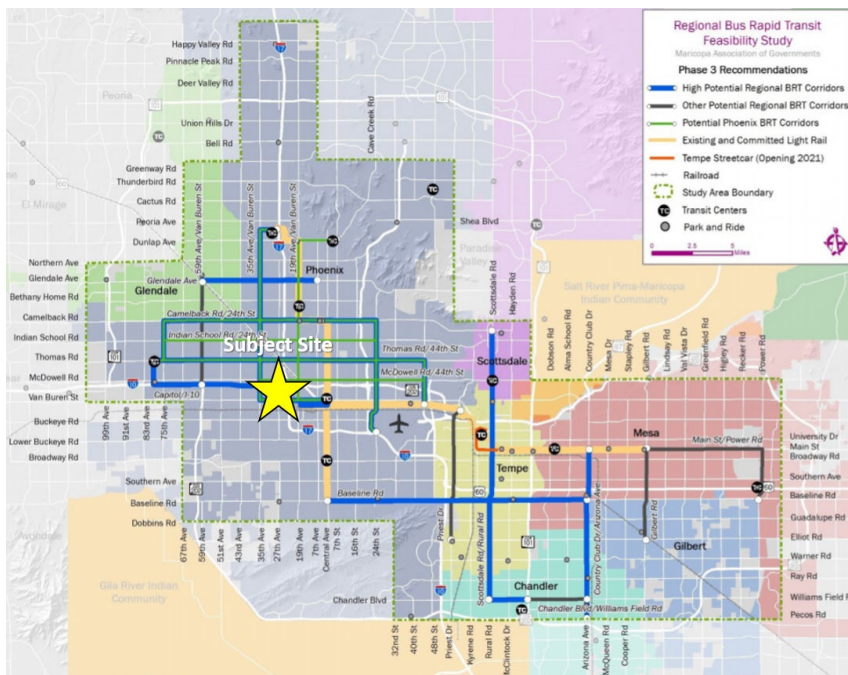 Regional Bus Rapid Transit
Feasibility Study
Maricopa Association of Governments
Phase 3 Recommendations
High Potential Regional BRT Corridors
Other Potential Regional BRT Corridors
Potential Phoenix BRT Corridors
Existing and Committed Light Rail
Tempe Streetcar (Opening 2021)
Railroad
Study Area Boundary
TC
Transit Centers
Park and Ride
0 2.5 5
Miles
Happy Valley Rd
Pinnacle Peak Rd
Deer Valley Rd
Peoria
Union Hills Dr
Bell Rd
Cave Creek Rd
Greenway Rd
Thunderbird Rd
El Mirage
60
Cactus Rd
Peoria Ave
Dunlap Ave
59th Ave/Van Buren St
35th Ave/Van Buren St
19th Ave/Van Buren St
Shea Blvd
Paradise
Valley
Northern Ave
Glendale Ave
Bethany Home Rd
Camelback Rd
Indian School Rd
Thomas Rd
McDowell Rd
Van Buren St
Buckeye Rd
Lower Buckeye Rd
Broadway Rd
Southern Ave
Baseline Rd
Dobbins Rd
Glendale Ave
Phoenix
Glendale
Camelback Rd/24th St
Indian School Rd/24th St
Subject Site
Thomas Rd/44th St
McDowell Rd/44th St
Capitol/I-10
Scottsdale Rd
Hayden Rd
Scottsdale
Salt River Pima-Maricopa
Indian Community
Dobson Rd
Alma School Rd
Country Club Dr
Mesa Dr
Stapley Rd
Gilbert Rd
Lindsay Rd
Val Vista Dr
Greenfield Rd
Higley Rd
Recker Rd
Power Rd
99th Ave
91st Ave
83rd Ave
75th Ave
Mesa
Main St/Power Rd
University Dr
Main St
Broadway Rd
Southern Ave
Baseline Rd
Guadalupe Rd
Elliot Rd
Warner Rd
Ray Rd
Williams Field R
Pecos Rd
Tempe
60
Baseline Rd
Priest Dr
Scottsdale Rd/Rural Rd
Country Club Dr/Arizona Ave
Gilbert Rd
Gilbert
Chandler
Chandler Blvd/Williams Field Rd
Avondale
Gila River Indian
Community
67th Ave
59th Ave
51st Ave
43rd Ave
35th Ave
27th Ave
19th Ave
7th Ave
Central Ave
7th St
16th St
24th St
Chandler Blvd
32nd St
40th St
48th St
Priest Dr
Kyrene Rd
Rural Rd
McClintock Dr
Arizona Ave
McQueen Rd
Cooper Rd